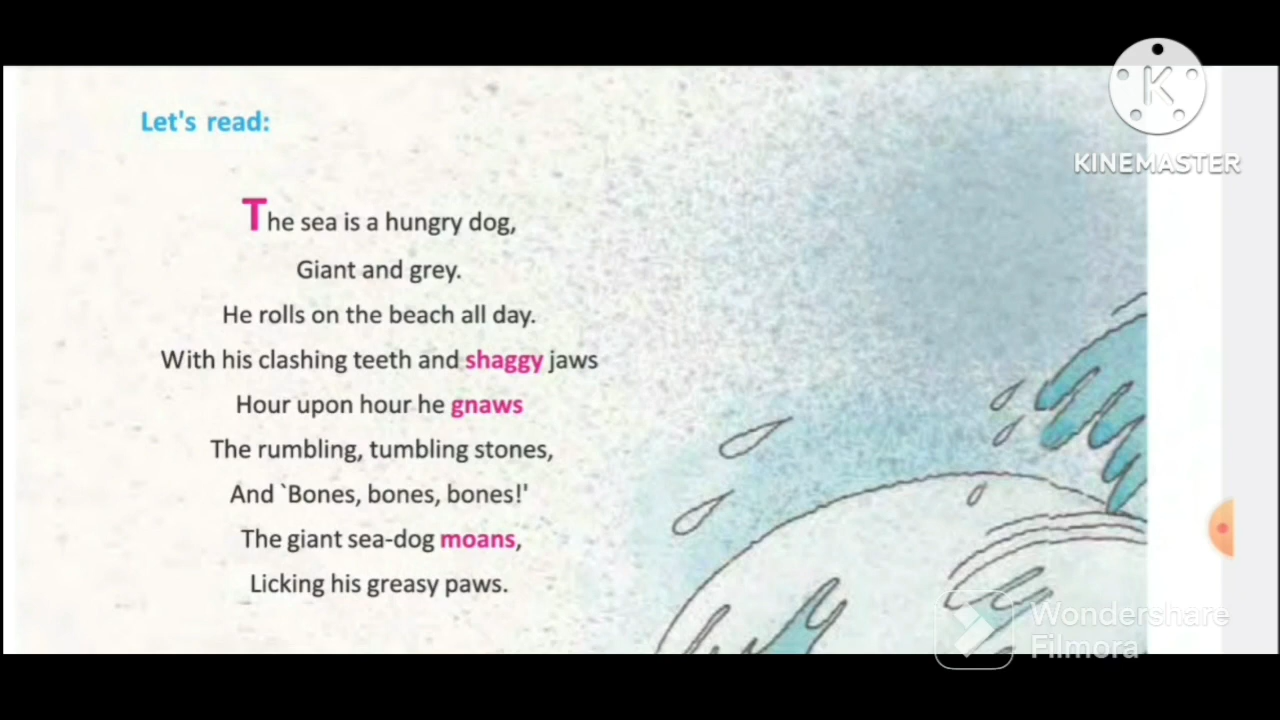 Let's read:
The sea is a hungry dog,
Giant and grey.
He rolls on the beach all day.
With his clashing teeth and shaggy jaws
Hour upon hour he gnaws
The rumbling, tumbling stones,
And `Bones, bones, bones!'
The giant sea-dog moans,
Licking his greasy paws.
K
KINEMASTER
Wondershare
Filmora